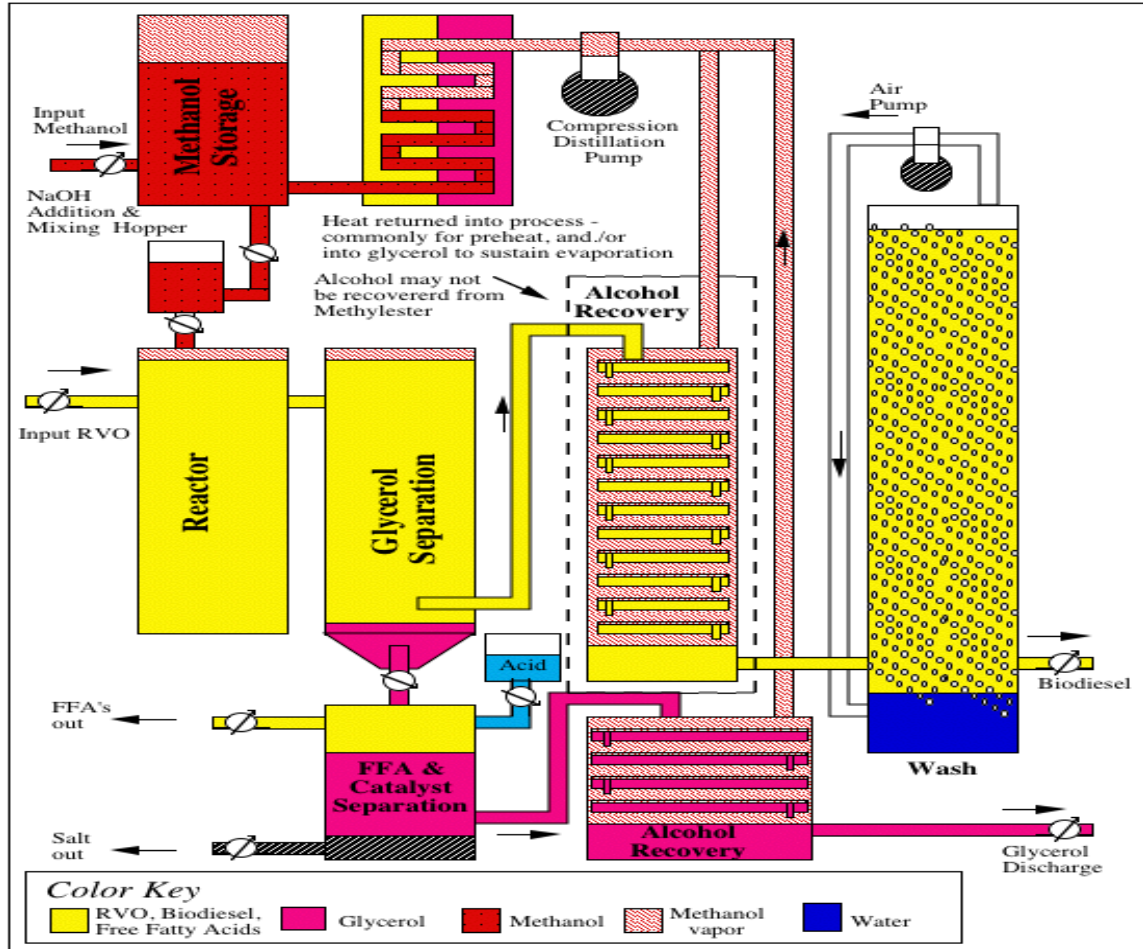 Methanol
Storage
Input
Methanol
NaOH
Addition &
Mixing Hopper
Compression
Distillation
Pump
Air
Pump
Heat returned into process -
commonly for preheat, and./or
into glycerol to sustain evaporation
Alcohol may not
be recovererd from
Methylester
Alcohol
Recovery
Input RVO
Reactor
Glycerol
Separation
Acid
Biodiesel
FFA's
out
FFA &
Catalyst
Separation
Wash
Salt
out
Alcohol
Recovery
Glycerol
Discharge
Color Key
RVO, Biodiesel,
Free Fatty Acids
Glycerol
Methanol
Methanol
vapor
Water